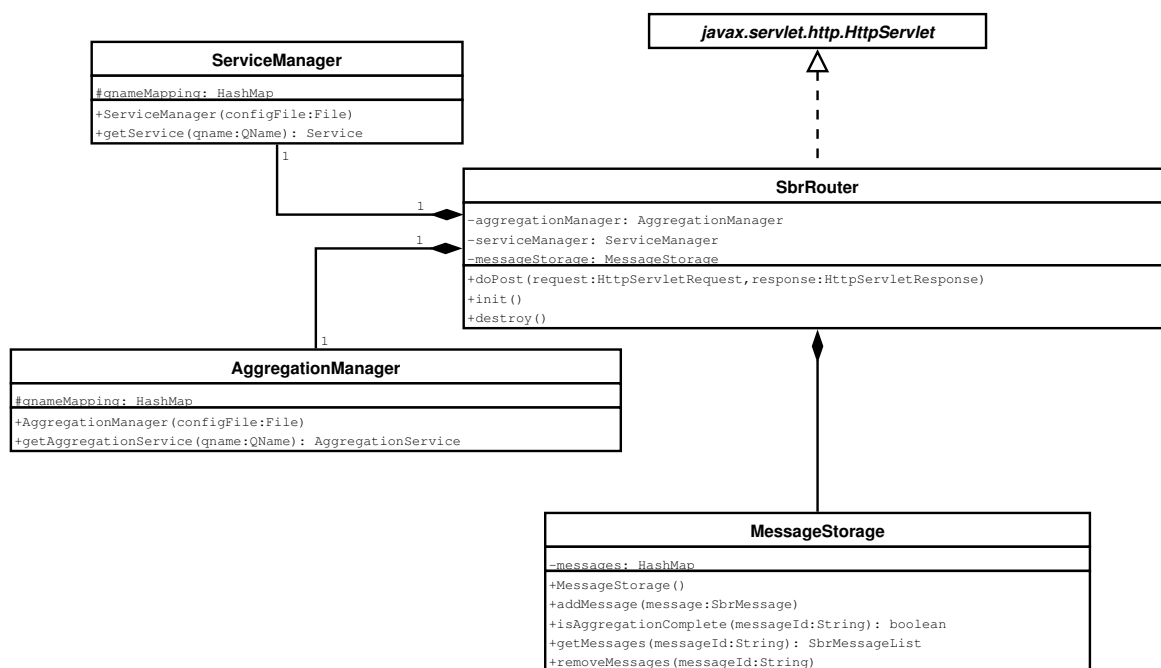 javax.servlet.http.HttpServlet
ServiceManager
#qnameMapping: HashMap
+ServiceManager(configFile:File)
+getService(qname:QName): Service
1
SbrRouter
-aggregationManager: AggregationManager
-serviceManager: ServiceManager
-messageStorage: MessageStorage
+doPost(request:HttpServletRequest,response:HttpServletResponse)
+init()
+destroy()
1
1
1
AggregationManager
#qnameMapping: HashMap
+AggregationManager(configFile:File)
+getAggregationService(qname:QName): AggregationService
MessageStorage
-messages: HashMap
+MessageStorage()
+addMessage(message:SbrMessage)
+isAggregationComplete(messageId:String): boolean
+getMessages(messageId:String): SbrMessageList
+removeMessages(messageId:String)